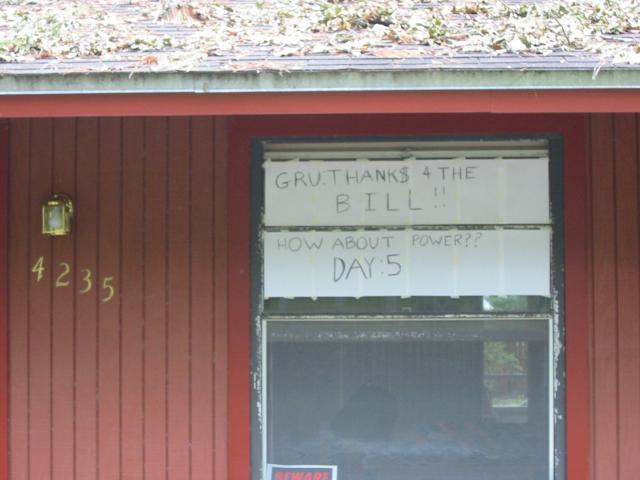 GRU:THANK$ 4 THE
BILL!!
HOW ABOUT POWER??
DAY:5
4235
BEWARE